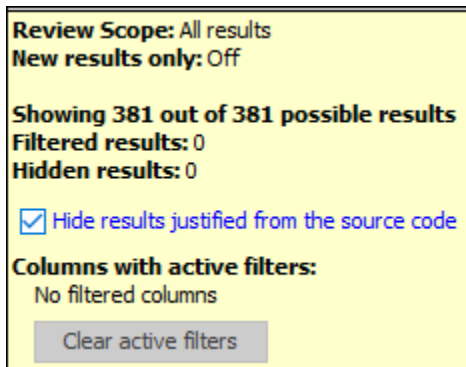 Review Scope: All results
New results only: Off
Showing 381 out of 381 possible results
Filtered results: 0
Hidden results: 0
Hide results justified from the source code
Columns with active filters:
No filtered columns
Clear active filters